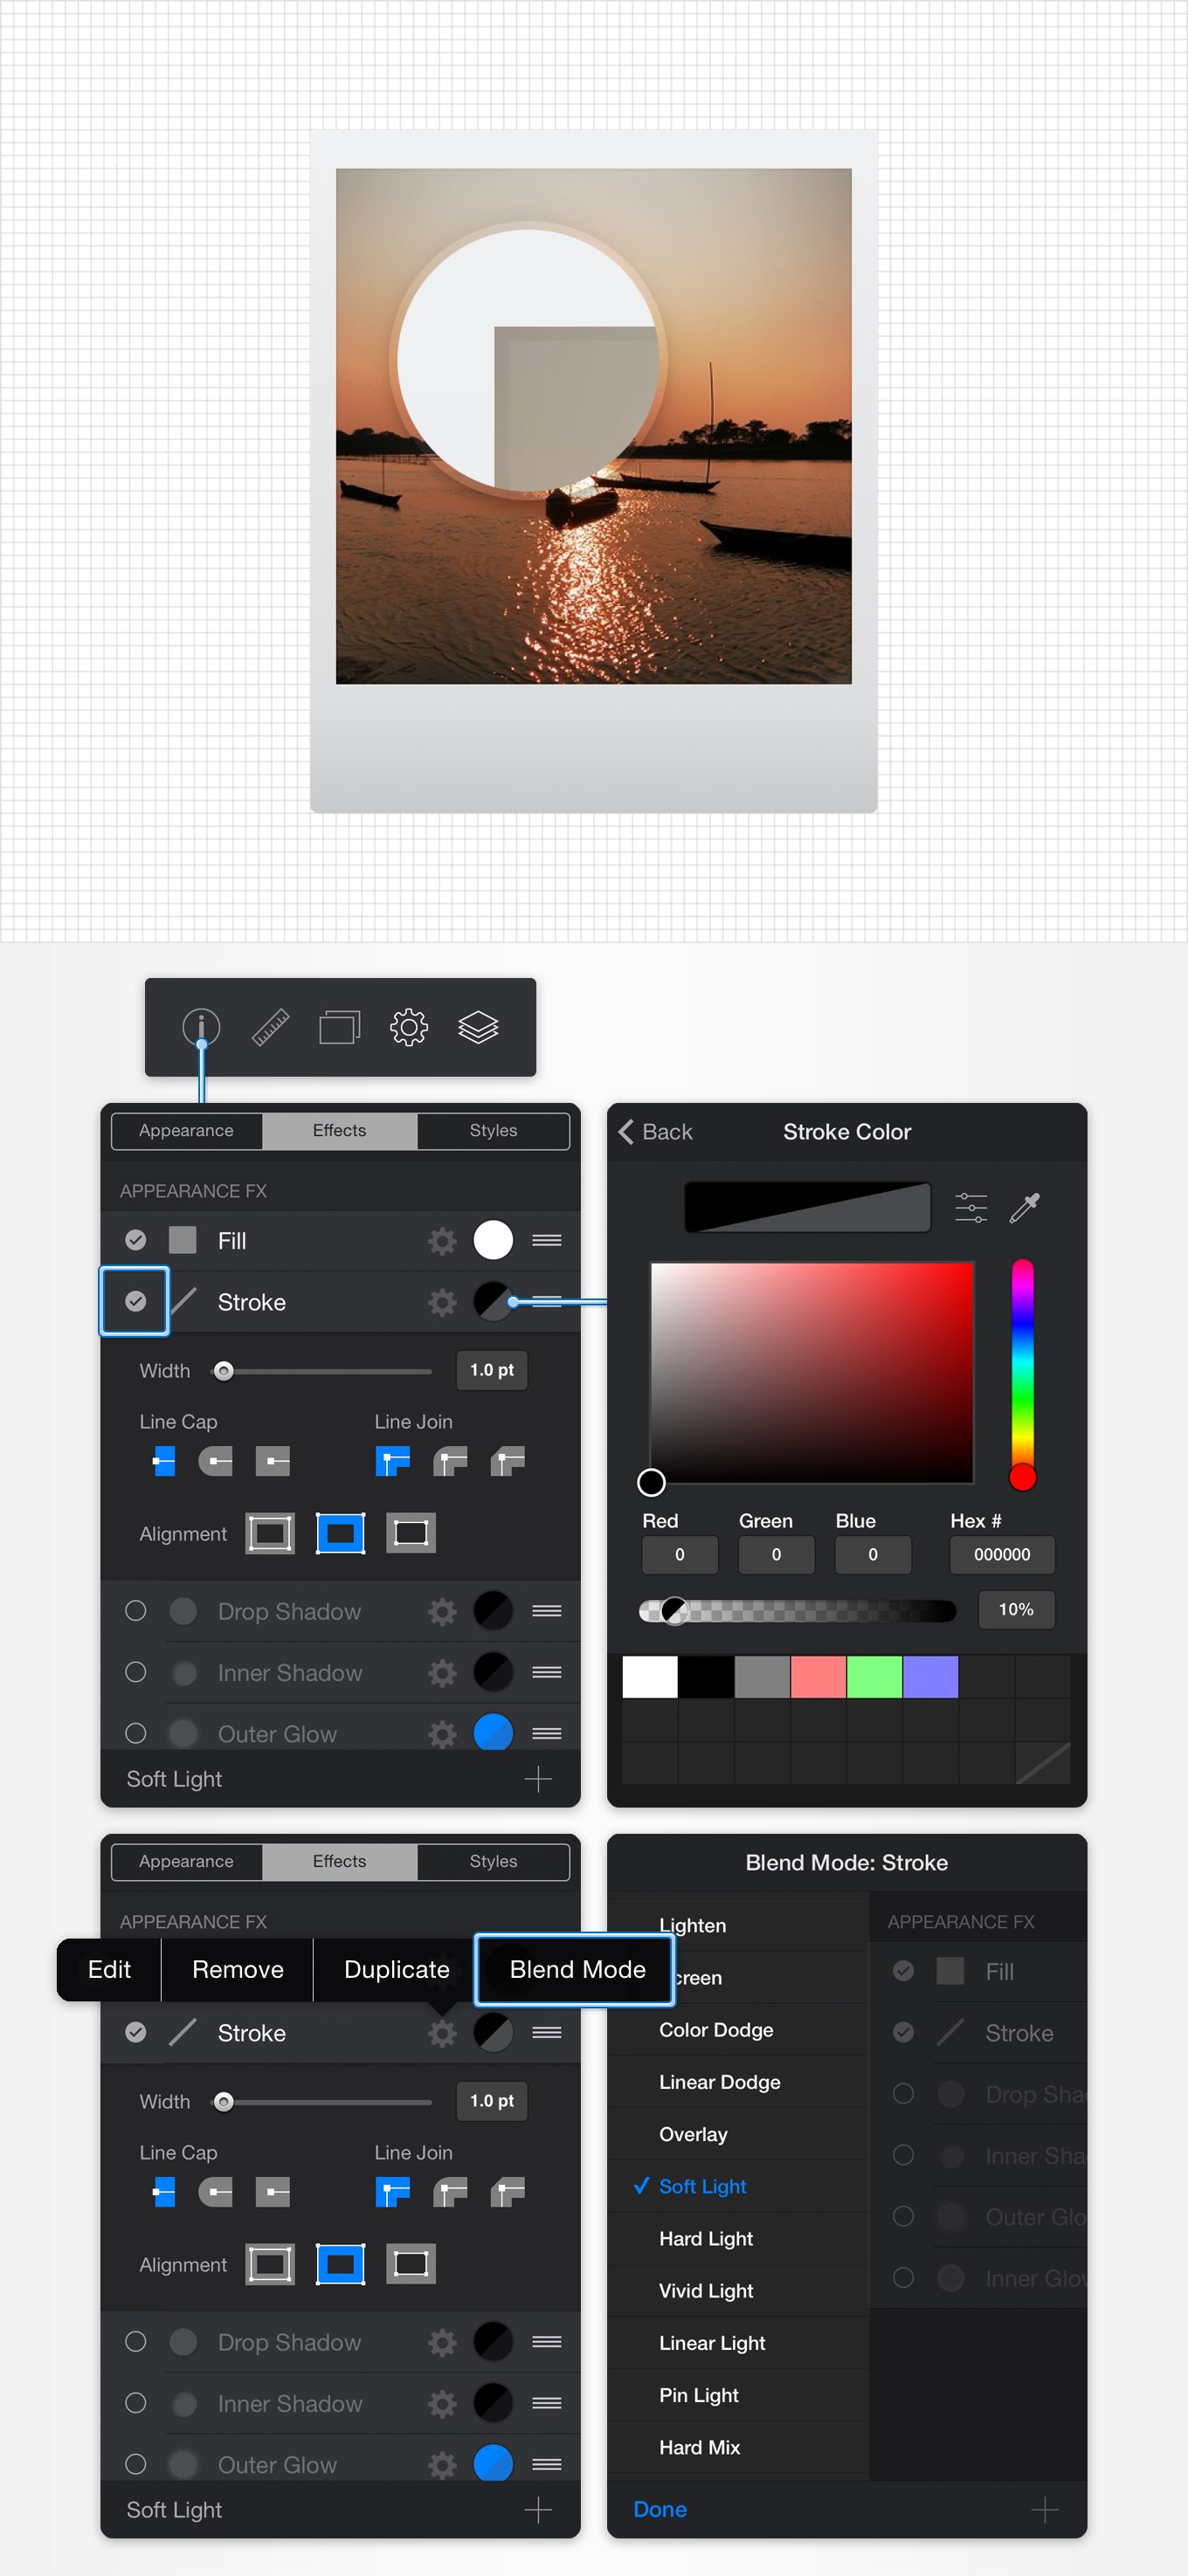 Appearance
Effects
Styles
APPEARANCE FX
Fill
Stroke
Width
1.0 pt
Line Cap
Line Join
Alignment
Drop Shadow
Inner Shadow
Outer Glow
Soft Light
Back
Stroke Color
Red
Green
Blue
Hex #
0
0
0
000000
10%
Appearance
Effects
Styles
APPEARANCE FX
Edit
Remove
Duplicate
Blend Mode
Stroke
Width
1.0 pt
Line Cap
Line Join
Alignment
Drop Shadow
Inner Shadow
Outer Glow
Soft Light
Blend Mode: Stroke
Lighten
creen
Color Dodge
Linear Dodge
Overlay
Soft Light
Hard Light
Vivid Light
Linear Light
Pin Light
Hard Mix
Done
APPEARANCE FX
Fill
Stroke
Drop Sha
Inner Sha
Outer Glo
Inner Glo